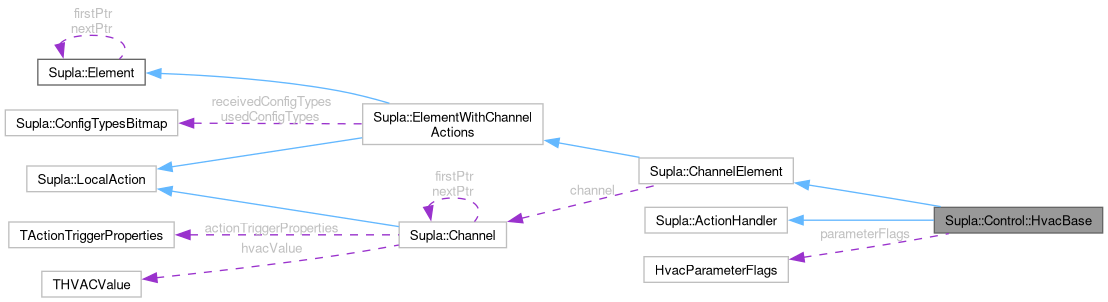 firstPtr
nextPtr
Supla::Element
receivedConfigTypes
usedConfigTypes
Supla::ConfigTypesBitmap
Supla::ElementWithChannel
Actions
Supla::LocalAction
firstPtr
nextPtr
channel
Supla::ChannelElement
TActionTriggerProperties
actionTriggerProperties
Supla::Channel
Supla::ActionHandler
Supla::Control::HvacBase
hvacValue
parameterFlags
THVACValue
HvacParameterFlags